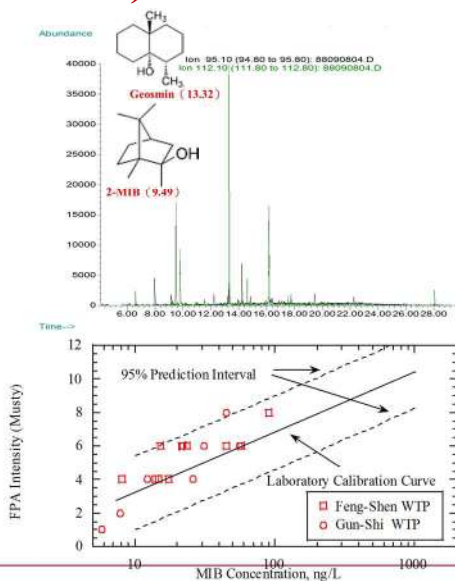 CH₃
Abundance
Ion 95.10 (94.80 to 95.80): 88090804.D
OH
Ion 112.10 (111.80 to 112.80): 88090804.D
CH₃
40000
Geosmin (13.32)
35000
30000
25000
OH
20000
2-MIB (9.49)
15000
10000
5000
0
6.00 8.00 10.00 12.00 14.00 16.00 18.00 20.00 22.00 24.00 26.00 28.00
Time-->
12
95% Prediction Interval
10
8
6
4
2
0
FPA Intensity (Musty)
Laboratory Calibration Curve
Feng-Shen WTP
Gun-Shi WTP
10 100 1000
MIB Concentration, ng/L